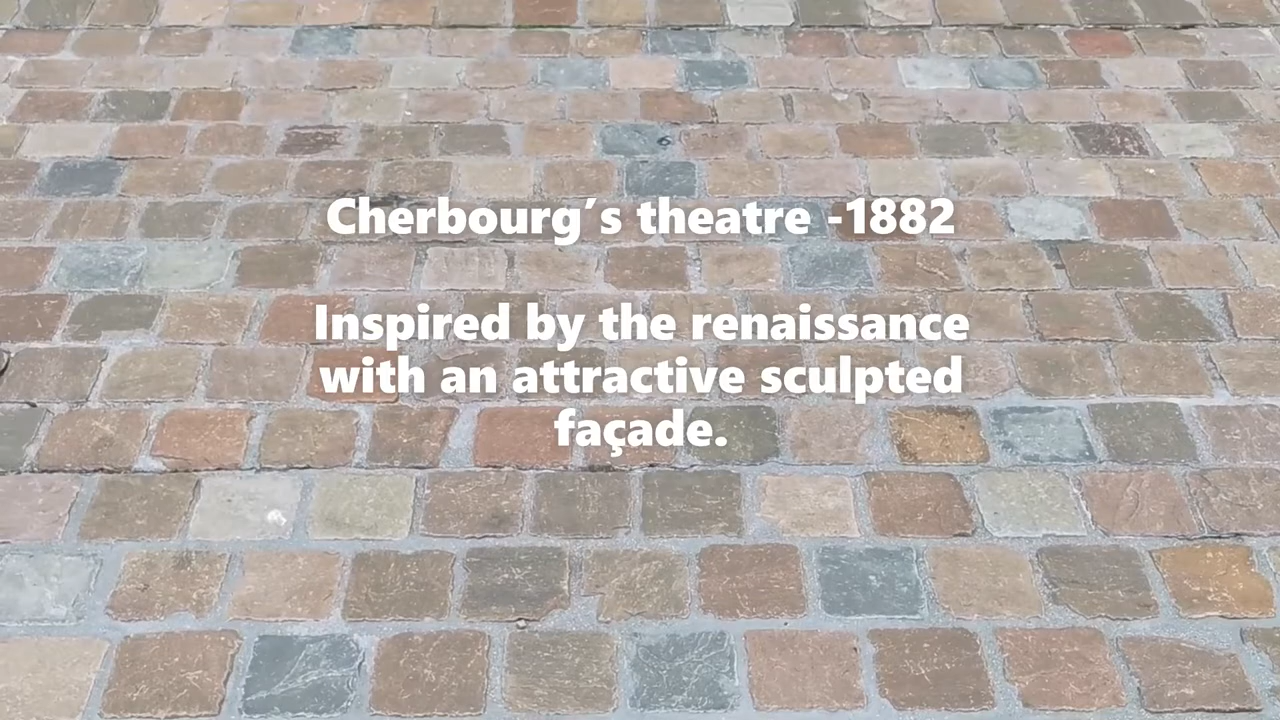 Cherbourg´s theatre -1882
Inspired by the renaissance
with an attractive sculpted
façade.